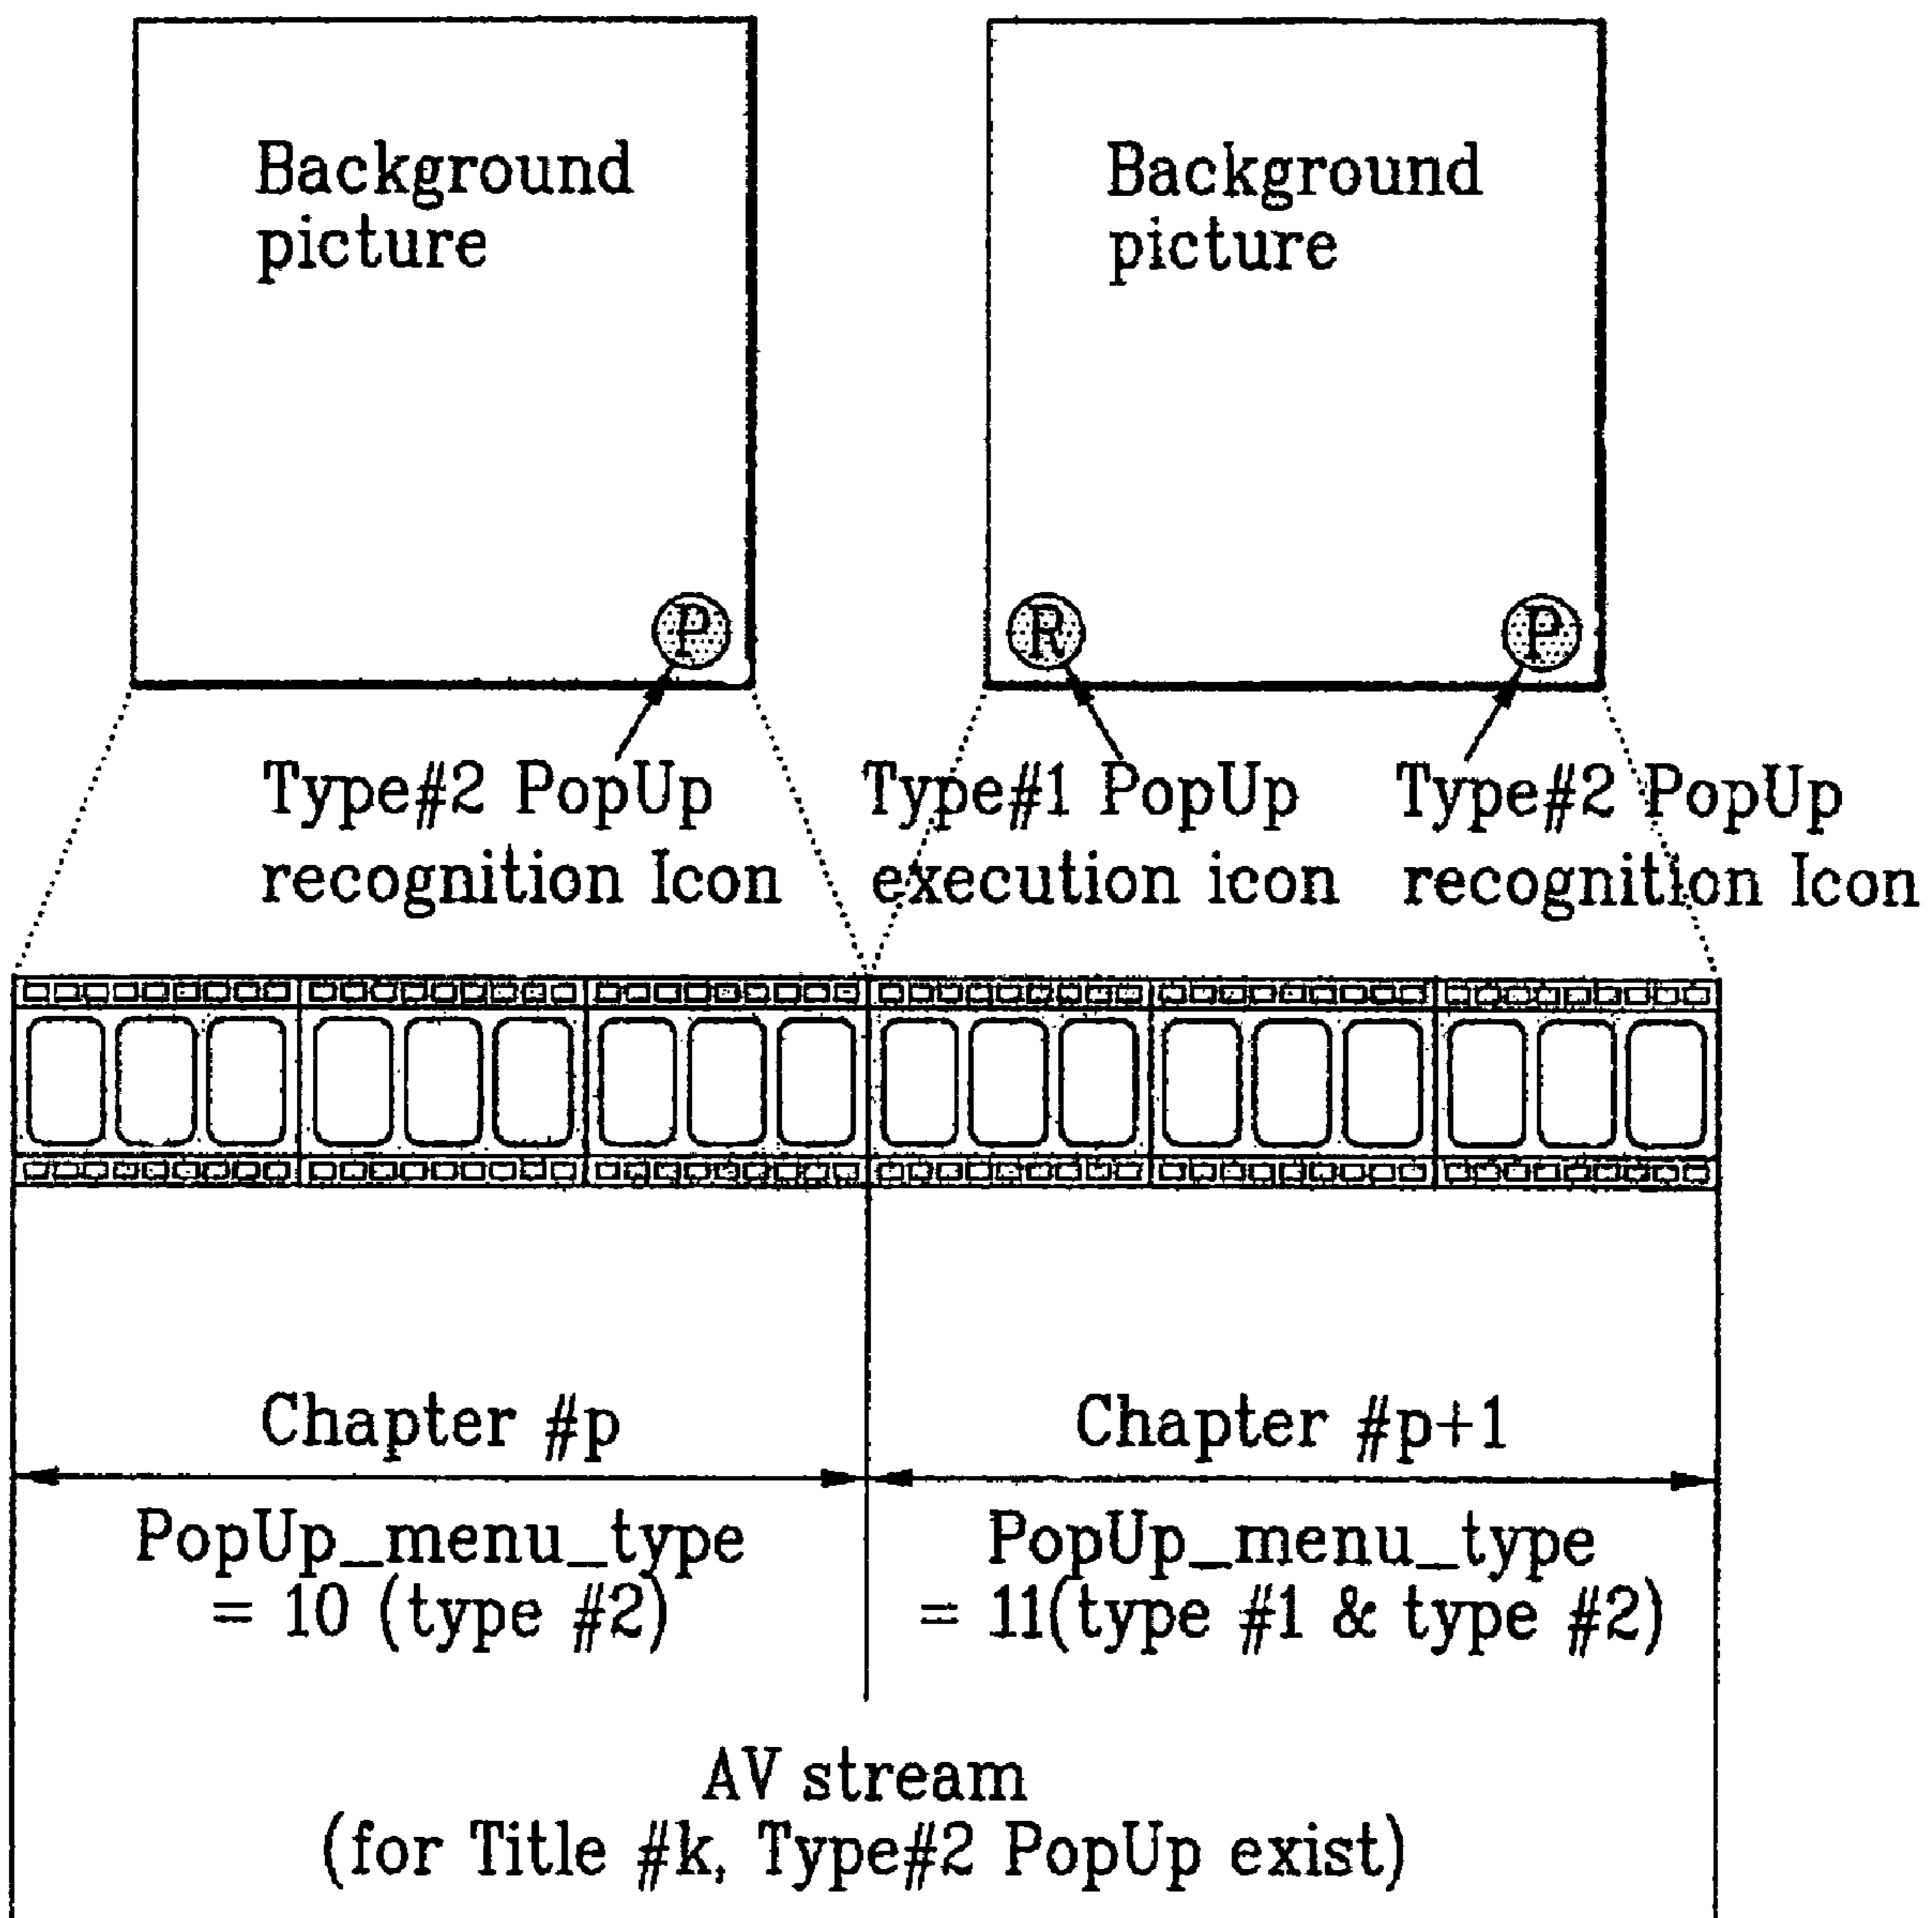 Background
picture
P
Background
picture
R
P
Type#2 PopUp
recognition Icon
Type#1 PopUp
execution icon
Type#2 PopUp
recognition Icon
Chapter #p
PopUp_menu_type
= 10 (type #2)
Chapter #p+1
PopUp_menu_type
= 11(type #1 & type #2)
AV stream
(for Title #k, Type#2 PopUp exist)